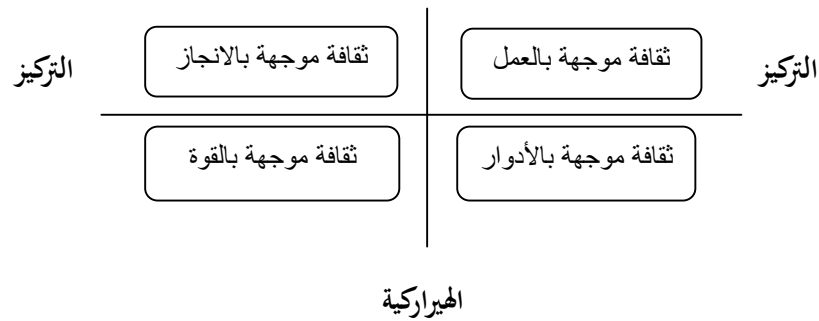 ثقافة موجهة بالعمل
ثقافة موجهة بالانجاز
التركيز
التركيز
ثقافة موجهة بالأدوار
ثقافة موجهة بالقوة
الهيراركية